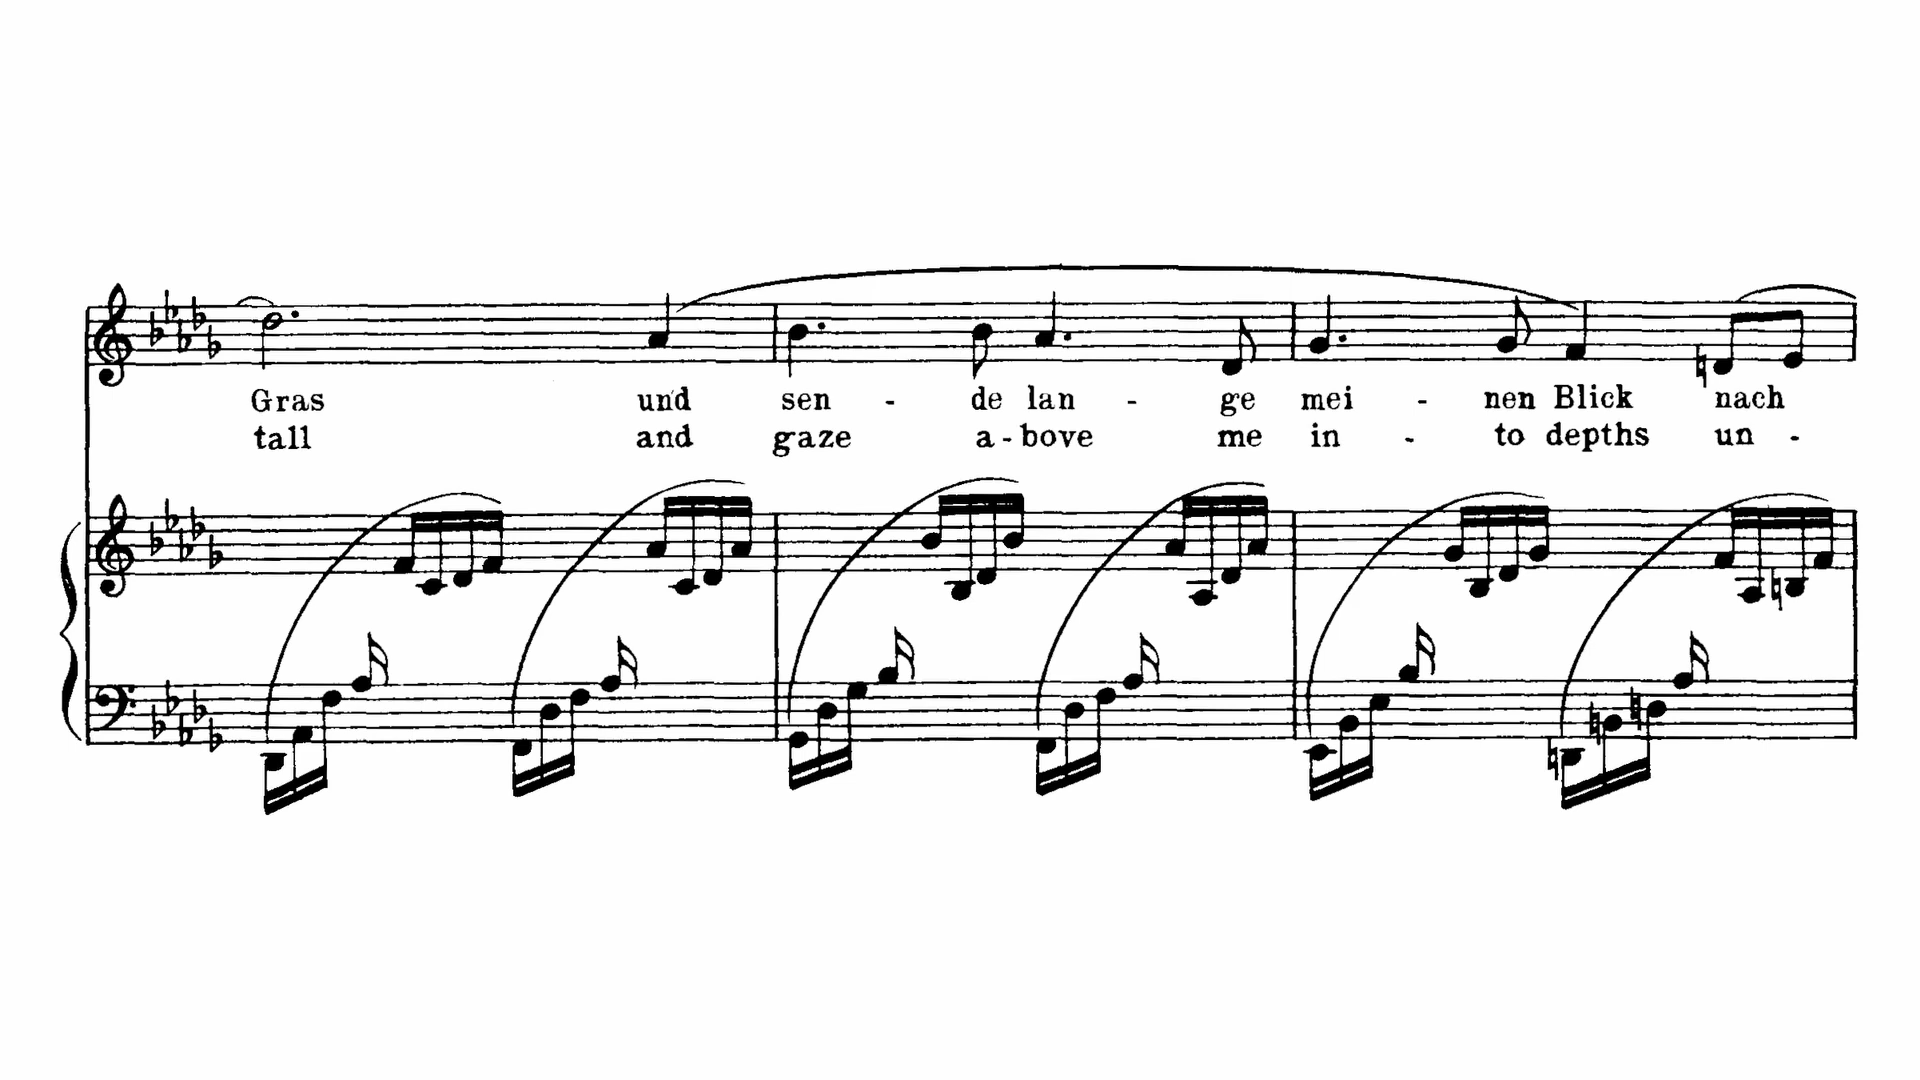 Gras und sen - de lan - ge mei - nen Blick nach
tall and gaze a - bove me in - to depths un -